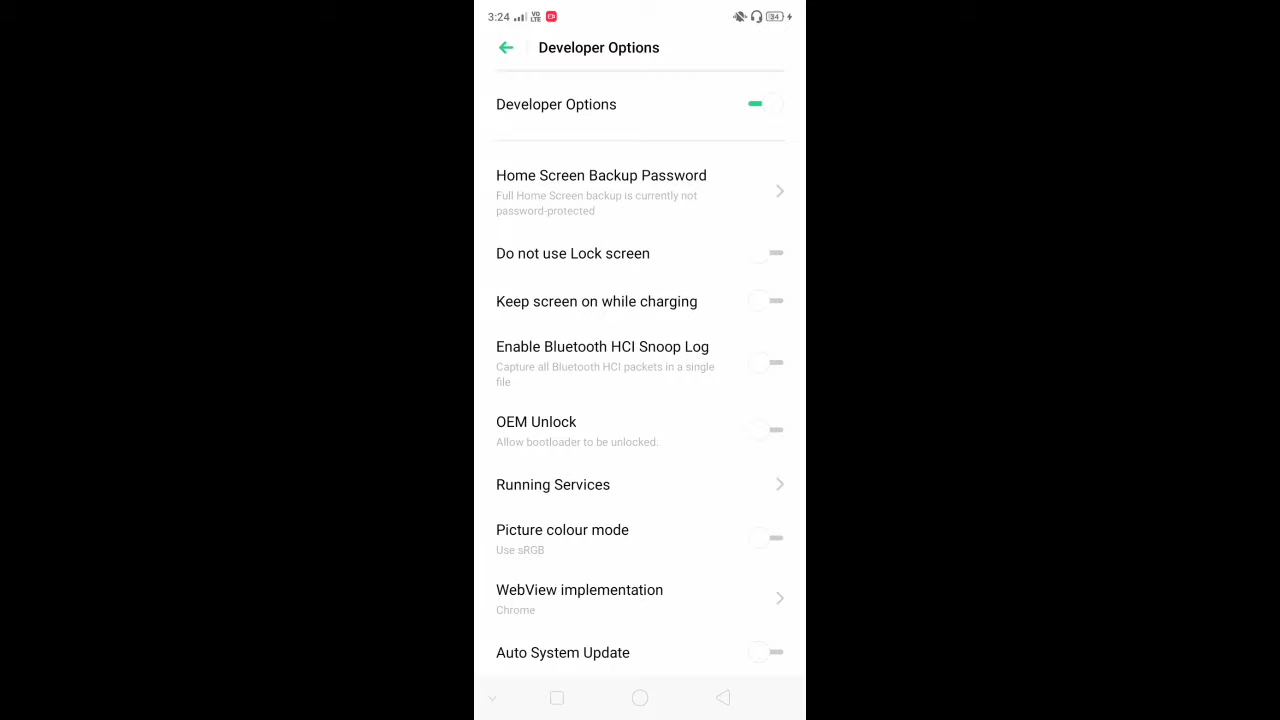 3:24 VO LTE 34
Developer Options
Developer Options
Home Screen Backup Password
Full Home Screen backup is currently not
password-protected
Do not use Lock screen
Keep screen on while charging
Enable Bluetooth HCI Snoop Log
Capture all Bluetooth HCI packets in a single
file
OEM Unlock
Allow bootloader to be unlocked.
Running Services
Picture colour mode
Use sRGB
WebView implementation
Chrome
Auto System Update